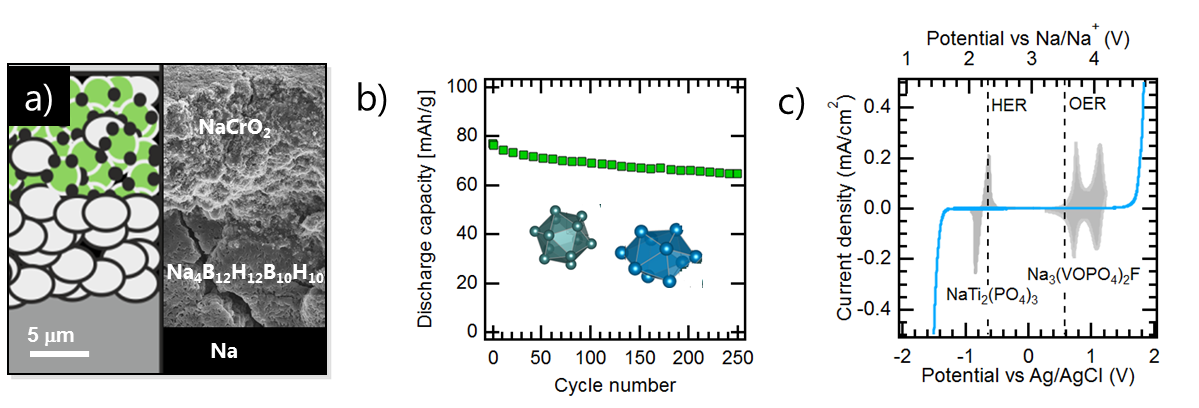 a)
NaCrO2
Na4B12H12B10H10
5 µm
Na
b)
Discharge capacity [mAh/g]
100
80
60
40
20
0
0 50 100 150 200 250
Cycle number
c)
Potential vs Na/Na+ (V)
1 2 3 4
Current density (mA/cm2)
0.4
0.2
0.0
-0.2
-0.4
HER
OER
Na3(VOPO4)2F
NaTi2(PO4)3
-2 -1 0 1 2
Potential vs Ag/AgCl (V)